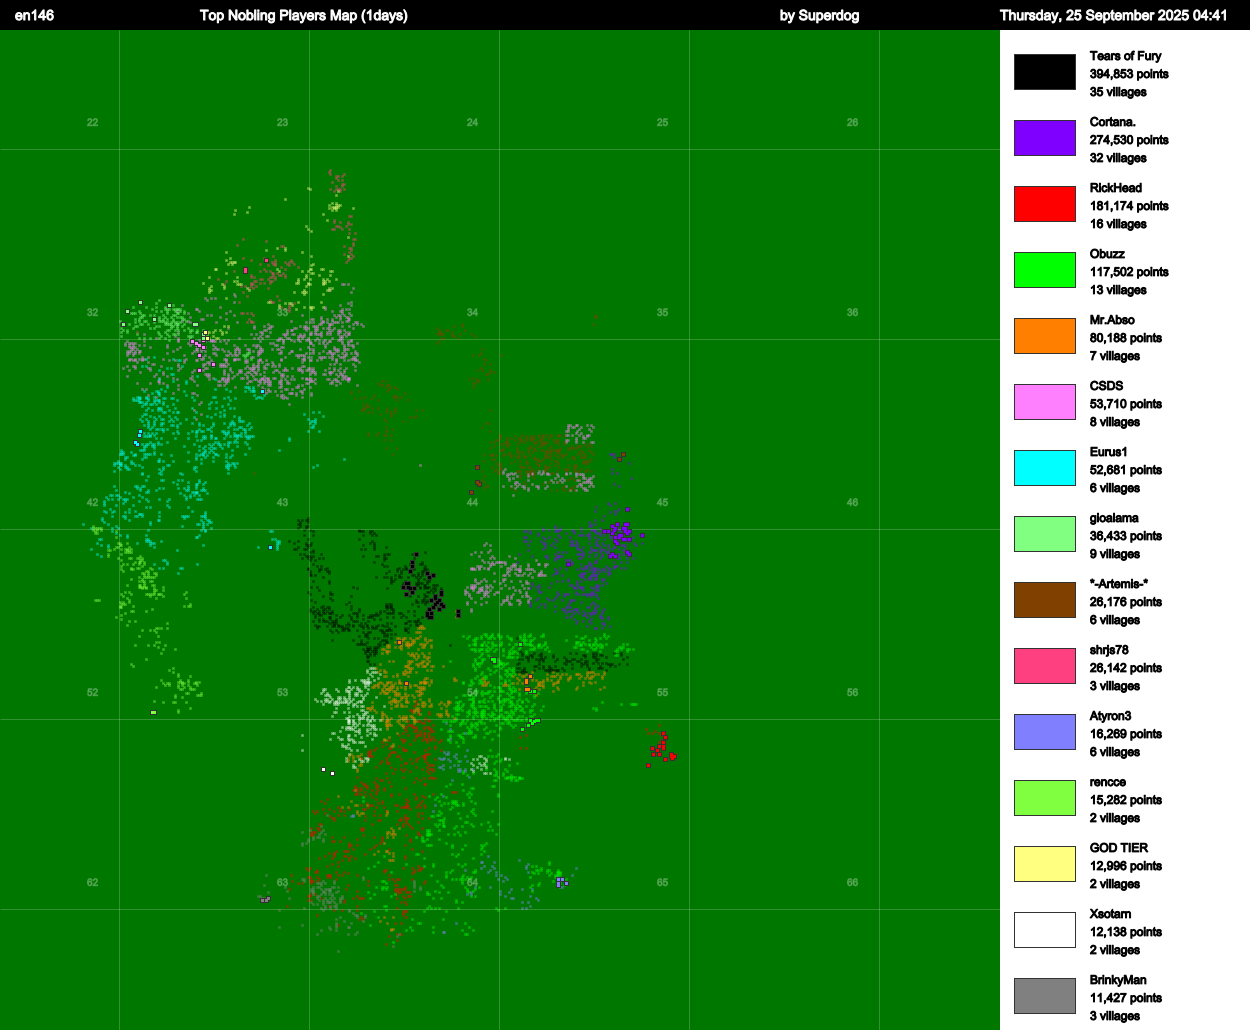 en146 Top Nobling Players Map (1days) by Superdog Thursday, 25 September 2025 04:41
Tears of Fury
394,853 points
35 villages
Cortana.
274,530 points
32 villages
RickHead
181,174 points
16 villages
Obuzz
117,502 points
13 villages
Mr.Abso
80,188 points
7 villages
CSDS
53,710 points
8 villages
Eurus1
52,681 points
6 villages
gioalama
36,433 points
9 villages
*-Artemis-*
26,176 points
6 villages
shrjs78
26,142 points
3 villages
Atyron3
16,269 points
6 villages
rencce
15,282 points
2 villages
GOD TIER
12,996 points
2 villages
Xsotam
12,138 points
2 villages
BrinkyMan
11,427 points
3 villages
22 23 24 25 26
32 33 34 35 36
42 43 44 45 46
52 53 54 55 56
62 63 64 65 66